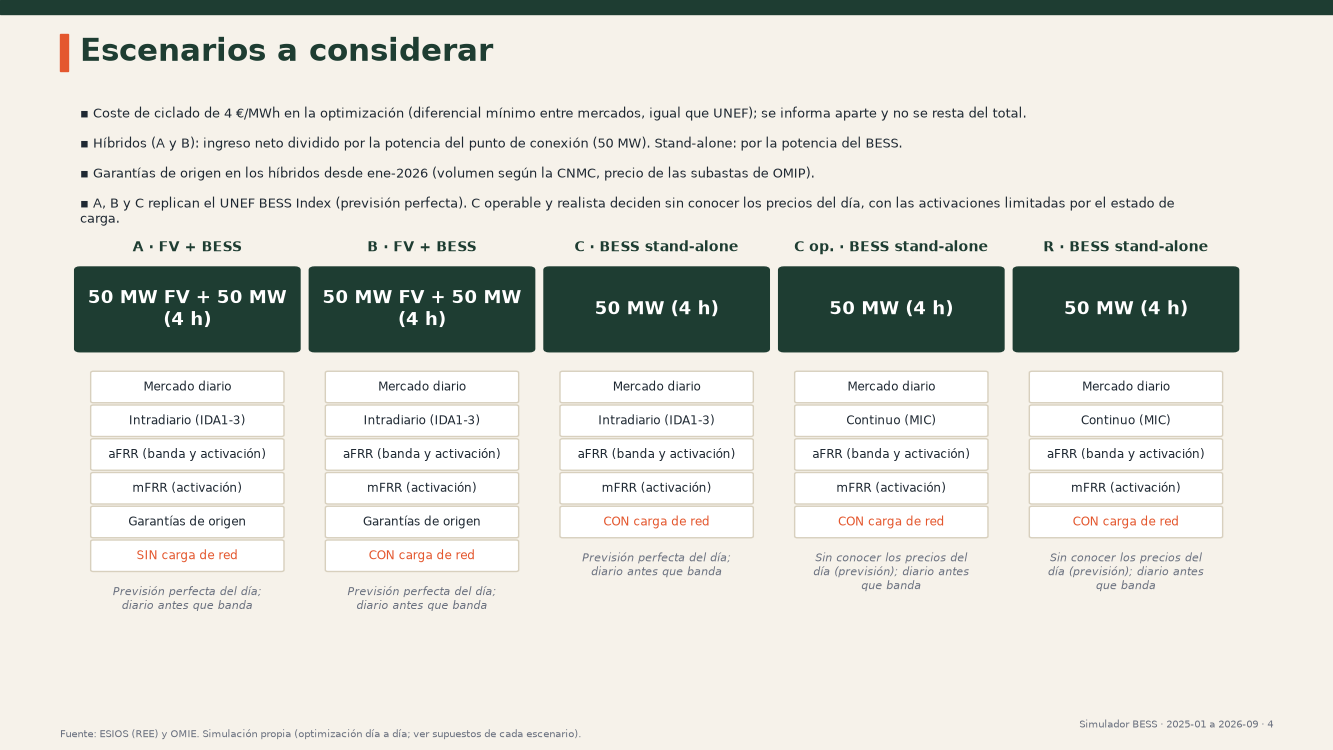 Escenarios a considerar
▪ Coste de ciclado de 4 €/MWh en la optimización (diferencial mínimo entre mercados, igual que UNEF); se informa aparte y no se resta del total.
▪ Híbridos (A y B): ingreso neto dividido por la potencia del punto de conexión (50 MW). Stand-alone: por la potencia del BESS.
▪ Garantías de origen en los híbridos desde ene-2026 (volumen según la CNMC, precio de las subastas de OMIP).
▪ A, B y C replican el UNEF BESS Index (previsión perfecta). C operable y realista deciden sin conocer los precios del día, con las activaciones limitadas por el estado de
carga.
A · FV + BESS
50 MW FV + 50 MW
(4 h)
Mercado diario
Intradiario (IDA1-3)
aFRR (banda y activación)
mFRR (activación)
Garantías de origen
SIN carga de red
Previsión perfecta del día;
diario antes que banda
B · FV + BESS
50 MW FV + 50 MW
(4 h)
Mercado diario
Intradiario (IDA1-3)
aFRR (banda y activación)
mFRR (activación)
Garantías de origen
CON carga de red
Previsión perfecta del día;
diario antes que banda
C · BESS stand-alone
50 MW (4 h)
Mercado diario
Intradiario (IDA1-3)
aFRR (banda y activación)
mFRR (activación)
CON carga de red
Previsión perfecta del día;
diario antes que banda
C op. · BESS stand-alone
50 MW (4 h)
Mercado diario
Continuo (MIC)
aFRR (banda y activación)
mFRR (activación)
CON carga de red
Sin conocer los precios del
día (previsión); diario antes
que banda
R · BESS stand-alone
50 MW (4 h)
Mercado diario
Continuo (MIC)
aFRR (banda y activación)
mFRR (activación)
CON carga de red
Sin conocer los precios del
día (previsión); diario antes
que banda
Simulador BESS · 2025-01 a 2026-09 · 4
Fuente: ESIOS (REE) y OMIE. Simulación propia (optimización día a día; ver supuestos de cada escenario).